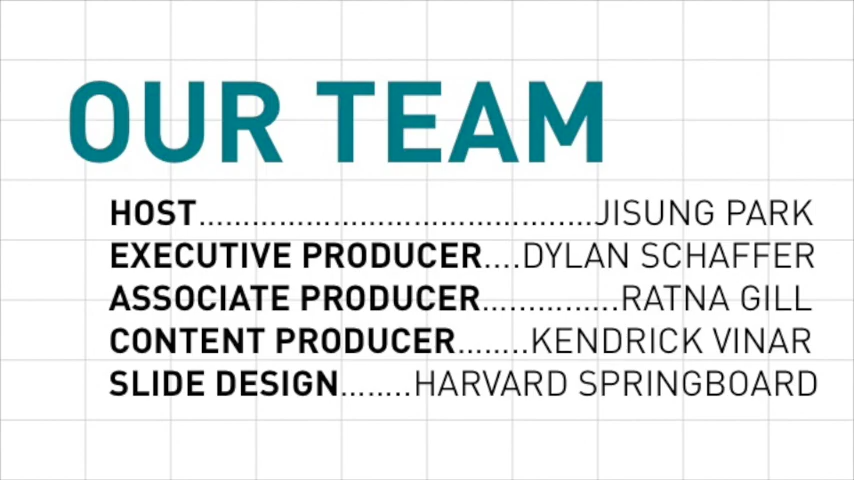 OUR TEAM
HOST............................................JISUNG PARK
EXECUTIVE PRODUCER....DYLAN SCHAFFER
ASSOCIATE PRODUCER...............RATNA GILL
CONTENT PRODUCER........KENDRICK VINAR
SLIDE DESIGN........HARVARD SPRINGBOARD